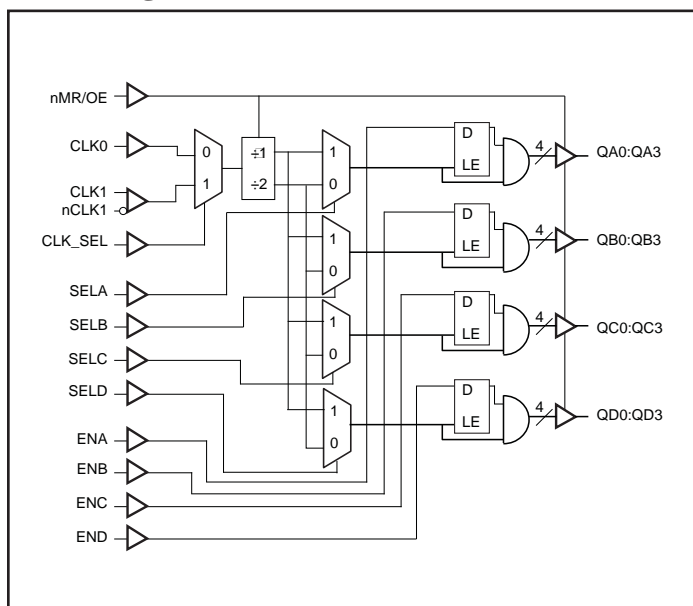 nMR/OE
CLK0
CLK1
nCLK1
CLK_SEL
SELA
SELB
SELC
SELD
ENA
ENB
ENC
END
0
1
÷1
÷2
1
0
1
0
1
0
1
0
D
LE
4
QA0:QA3
D
LE
4
QB0:QB3
D
LE
4
QC0:QC3
D
LE
4
QD0:QD3